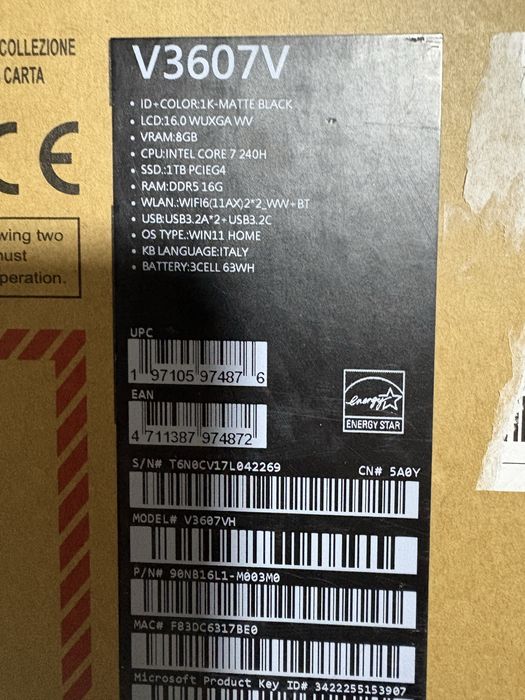 COLLEZIONE
CARTA
CE
wing two
must
peration.
V3607V
• ID+COLOR:1K-MATTE BLACK
• LCD:16.0 WUXGA WV
• VRAM:8GB
• CPU:INTEL CORE 7 240H
• SSD.:1TB PCIEG4
• RAM:DDR5 16G
• WLAN.:WIFI6(11AX)2*2_WW+BT
• USB:USB3.2A*2+USB3.2C
• OS TYPE.:WIN11 HOME
• KB LANGUAGE:ITALY
• BATTERY:3CELL 63WH
UPC
1 97105 97487 6
EAN
4 711387 974872
energy
ENERGY STAR
S/N# T6N0CV17L042269 CN# 5A0Y
MODEL# V3607VH
P/N# 90NB16L1-M003M0
MAC# F83DC6317BE0
Microsoft Product Key ID# 3422255153907